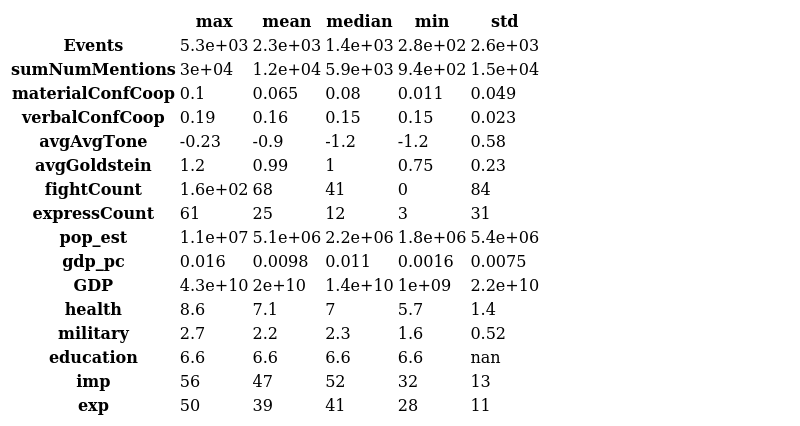 max mean median min std
Events 5.3e+03 2.3e+03 1.4e+03 2.8e+02 2.6e+03
sumNumMentions 3e+04 1.2e+04 5.9e+03 9.4e+02 1.5e+04
materialConfCoop 0.1 0.065 0.08 0.011 0.049
verbalConfCoop 0.19 0.16 0.15 0.15 0.023
avgAvgTone -0.23 -0.9 -1.2 -1.2 0.58
avgGoldstein 1.2 0.99 1 0.75 0.23
fightCount 1.6e+02 68 41 0 84
expressCount 61 25 12 3 31
pop_est 1.1e+07 5.1e+06 2.2e+06 1.8e+06 5.4e+06
gdp_pc 0.016 0.0098 0.011 0.0016 0.0075
GDP 4.3e+10 2e+10 1.4e+10 1e+09 2.2e+10
health 8.6 7.1 7 5.7 1.4
military 2.7 2.2 2.3 1.6 0.52
education 6.6 6.6 6.6 6.6 nan
imp 56 47 52 32 13
exp 50 39 41 28 11